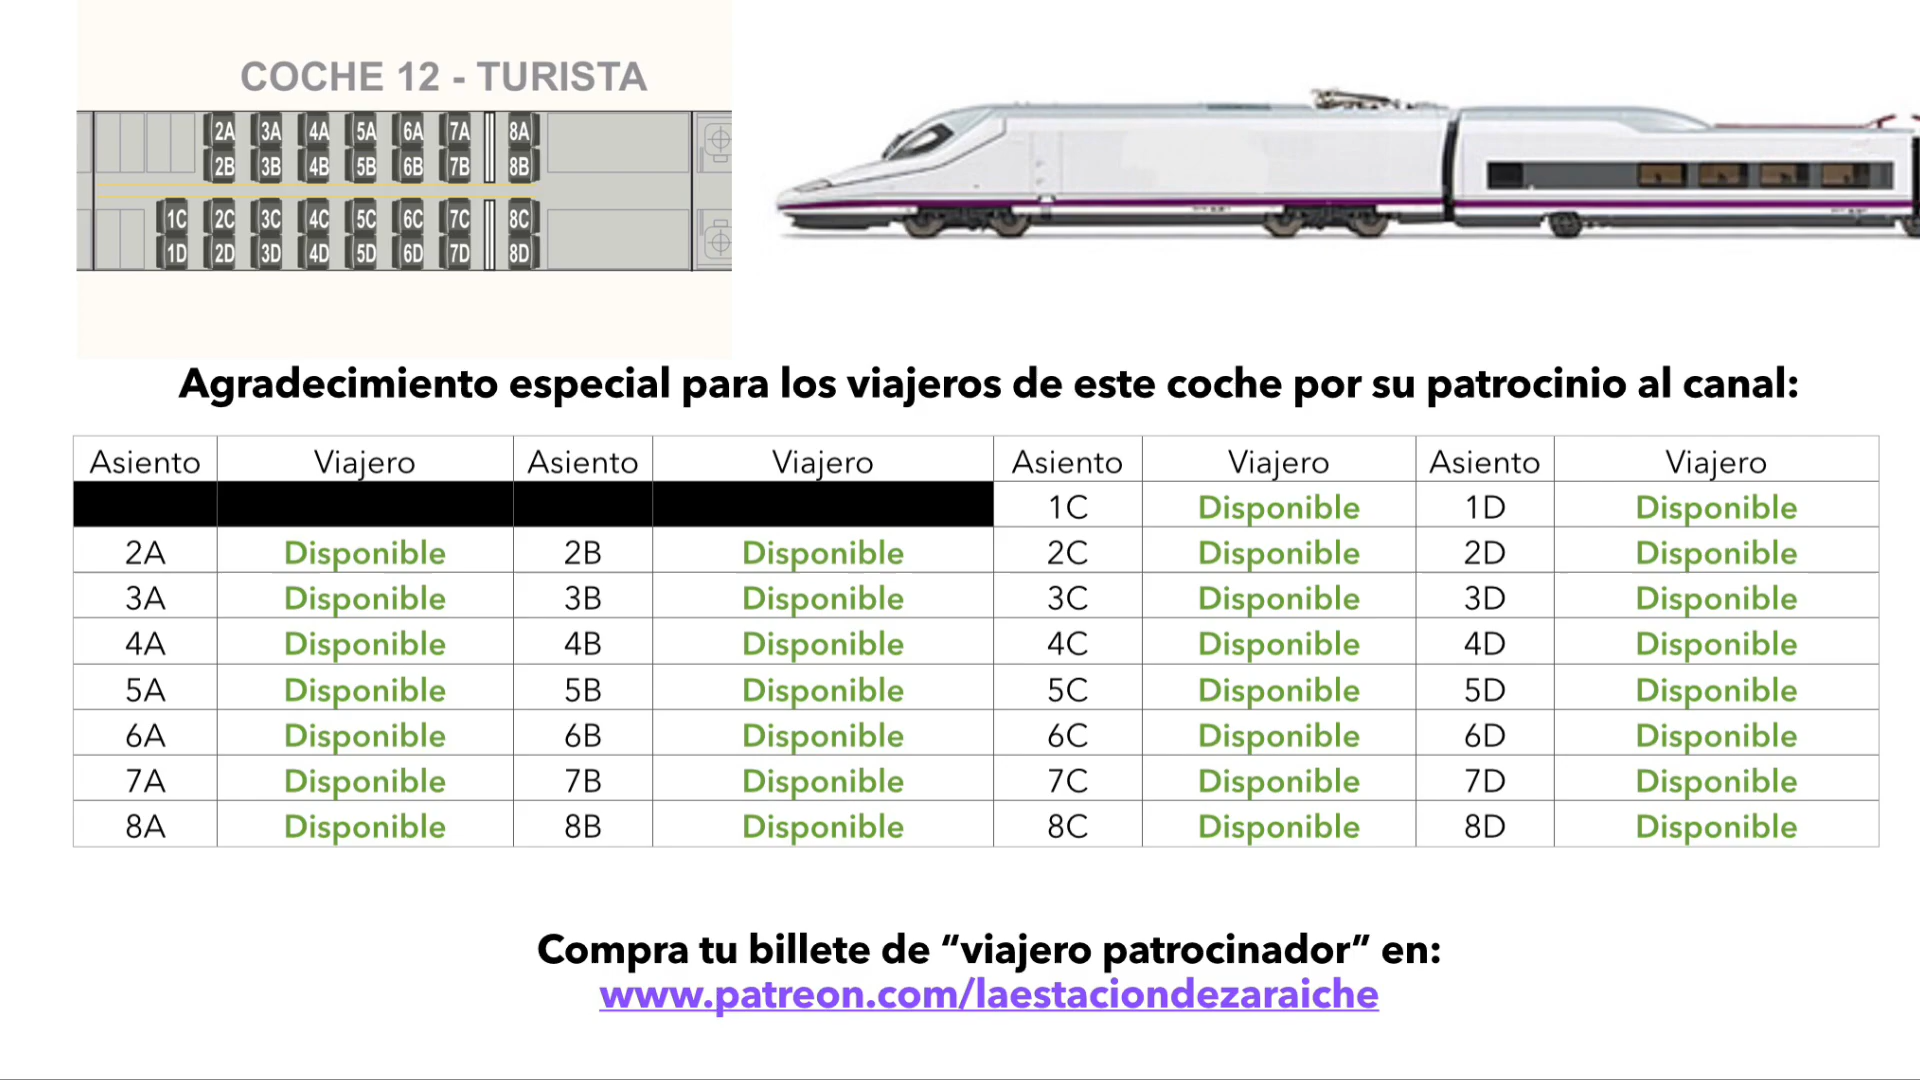 COCHE 12 - TURISTA
2A 3A 4A 5A 6A 7A 8A
2B 3B 4B 5B 6B 7B 8B
1C 2C 3C 4C 5C 6C 7C 8C
1D 2D 3D 4D 5D 6D 7D 8D
Agradecimiento especial para los viajeros de este coche por su patrocinio al canal:
Asiento Viajero Asiento Viajero Asiento Viajero Asiento Viajero
1C Disponible 1D Disponible
2A Disponible 2B Disponible 2C Disponible 2D Disponible
3A Disponible 3B Disponible 3C Disponible 3D Disponible
4A Disponible 4B Disponible 4C Disponible 4D Disponible
5A Disponible 5B Disponible 5C Disponible 5D Disponible
6A Disponible 6B Disponible 6C Disponible 6D Disponible
7A Disponible 7B Disponible 7C Disponible 7D Disponible
8A Disponible 8B Disponible 8C Disponible 8D Disponible
Compra tu billete de “viajero patrocinador” en:
www.patreon.com/laestaciondezaraiche